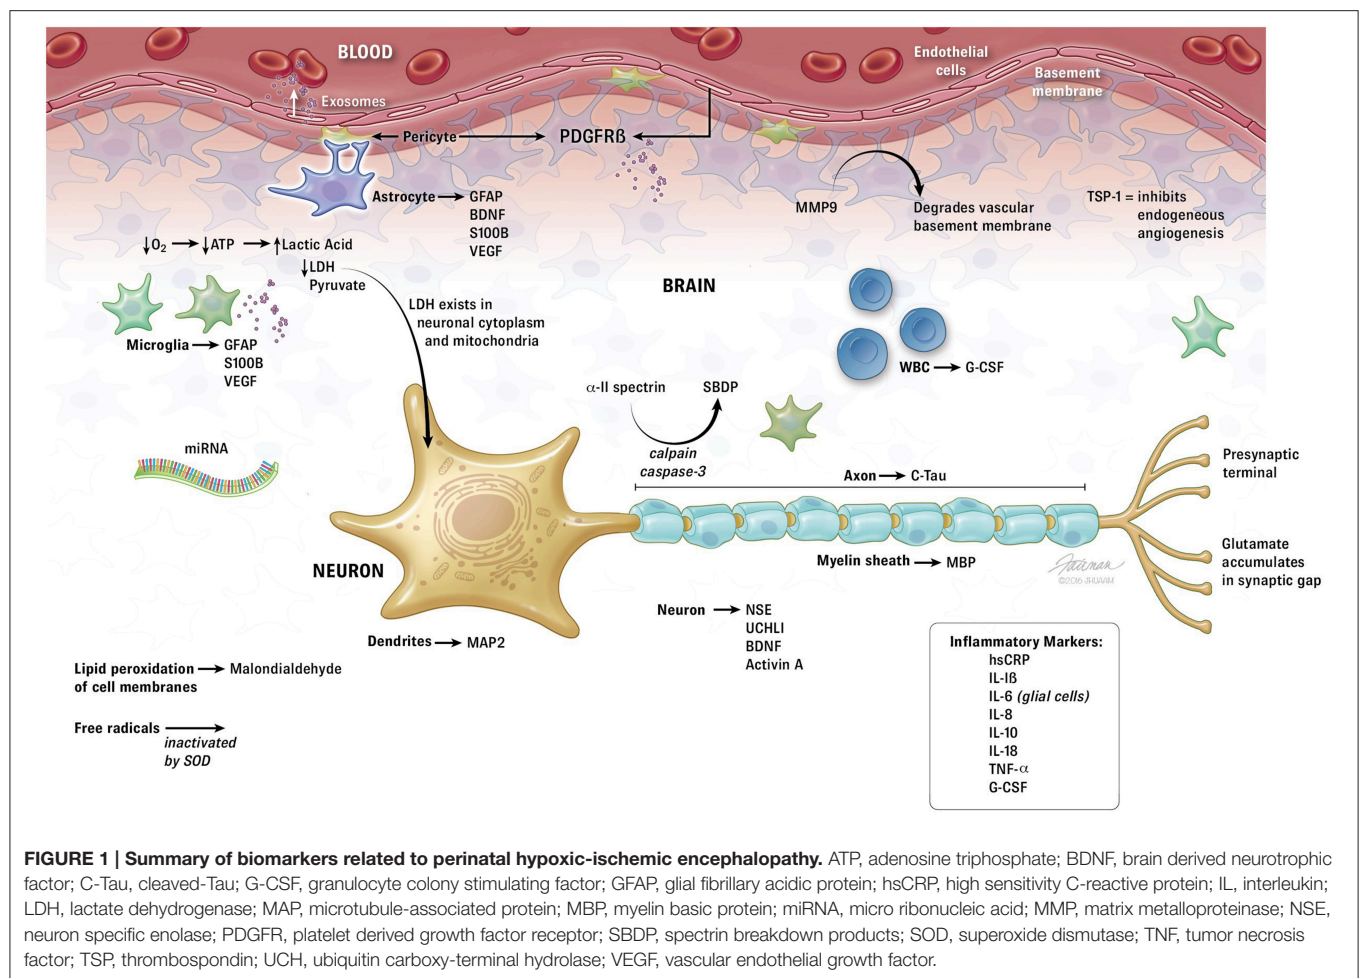 BLOOD
Endothelial
cells
Basement
membrane
Exosomes
Pericyte
PDGFRß
Astrocyte
GFAP
BDNF
S100B
VEGF
MMP9
Degrades vascular
basement membrane
TSP-1 = inhibits
endogeneous
angiogenesis
↓O₂ → ↓ATP → ↑Lactic Acid
↓LDH
Pyruvate
BRAIN
LDH exists in
neuronal cytoplasm
and mitochondria
Microglia → GFAP
S100B
VEGF
WBC → G-CSF
α-II spectrin
SBDP
calpain
caspase-3
miRNA
Axon → C-Tau
Presynaptic
terminal
Glutamate
accumulates
in synaptic gap
Myelin sheath → MBP
©2016 JHUAAM
NEURON
Neuron → NSE
UCHLI
BDNF
Activin A
Dendrites → MAP2
Lipid peroxidation → Malondialdehyde
of cell membranes
Free radicals →
inactivated
by SOD
Inflammatory Markers:
hsCRP
IL-Iß
IL-6 (glial cells)
IL-8
IL-10
IL-18
TNF-α
G-CSF
FIGURE 1 | Summary of biomarkers related to perinatal hypoxic-ischemic encephalopathy. ATP, adenosine triphosphate; BDNF, brain derived neurotrophic
factor; C-Tau, cleaved-Tau; G-CSF, granulocyte colony stimulating factor; GFAP, glial fibrillary acidic protein; hsCRP, high sensitivity C-reactive protein; IL, interleukin;
LDH, lactate dehydrogenase; MAP, microtubule-associated protein; MBP, myelin basic protein; miRNA, micro ribonucleic acid; MMP, matrix metalloproteinase; NSE,
neuron specific enolase; PDGFR, platelet derived growth factor receptor; SBDP, spectrin breakdown products; SOD, superoxide dismutase; TNF, tumor necrosis
factor; TSP, thrombospondin; UCH, ubiquitin carboxy-terminal hydrolase; VEGF, vascular endothelial growth factor.